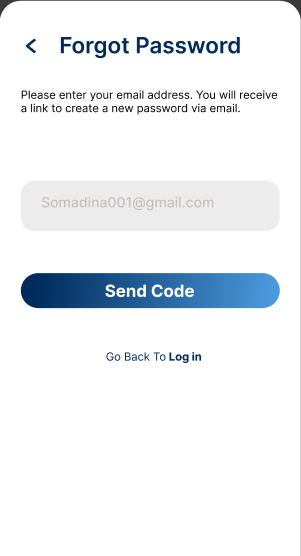 Forgot Password
Please enter your email address. You will receive
a link to create a new password via email.
Somadina001@gmail.com
Send Code
Go Back To Log in